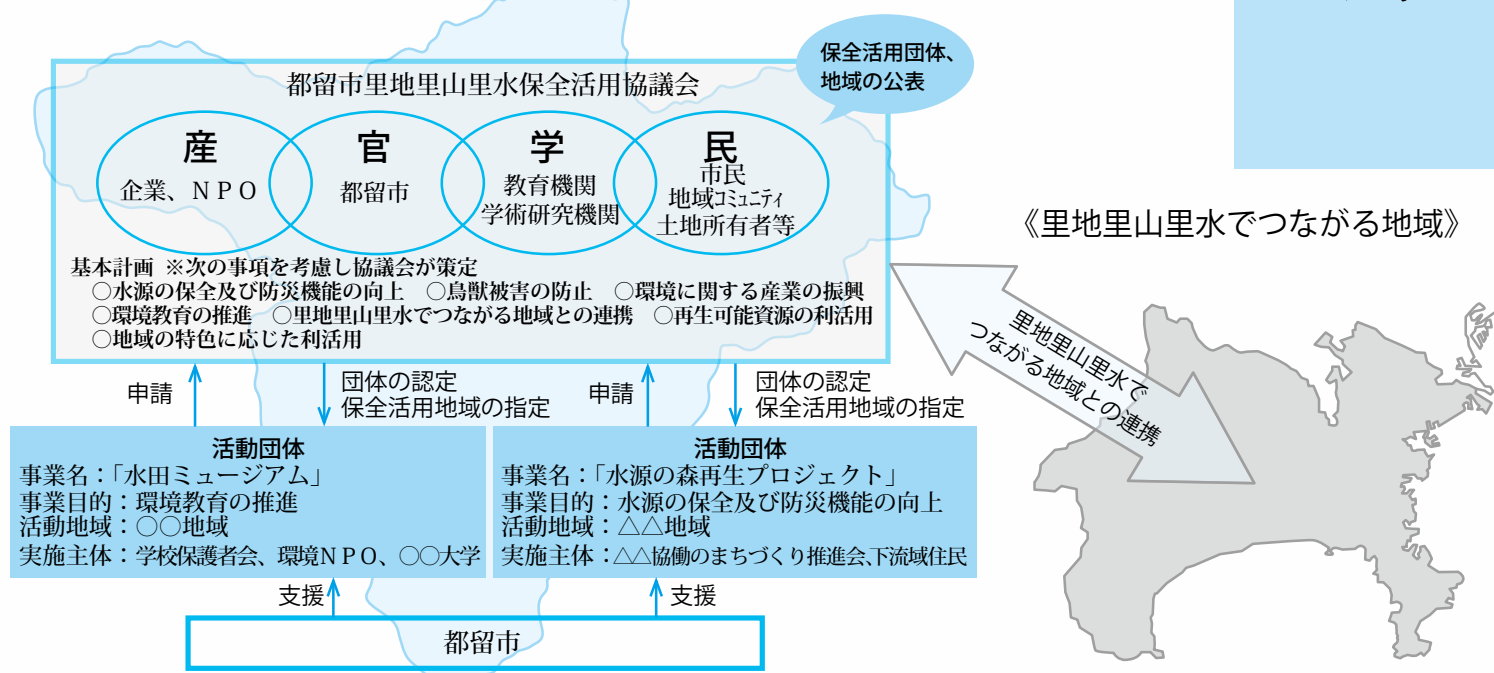 保全活用団体、
地域の公表
都留市里地里山里水保全活用協議会
産
企業、ＮＰＯ
官
都留市
学
教育機関
学術研究機関
民
市民
地域コミュニティ
土地所有者等
基本計画 ※次の事項を考慮し協議会が策定
○水源の保全及び防災機能の向上 ○鳥獣被害の防止 ○環境に関する産業の振興
○環境教育の推進 ○里地里山里水でつながる地域との連携 ○再生可能資源の利活用
○地域の特色に応じた利活用
《里地里山里水でつながる地域》
里地里山里水で
つながる地域との連携
申請
団体の認定
保全活用地域の指定
申請
団体の認定
保全活用地域の指定
活動団体
事業名：「水田ミュージアム」
事業目的：環境教育の推進
活動地域：○○地域
実施主体：学校保護者会、環境ＮＰＯ、○○大学
活動団体
事業名：「水源の森再生プロジェクト」
事業目的：水源の保全及び防災機能の向上
活動地域：△△地域
実施主体：△△協働のまちづくり推進会、下流域住民
支援
支援
都留市